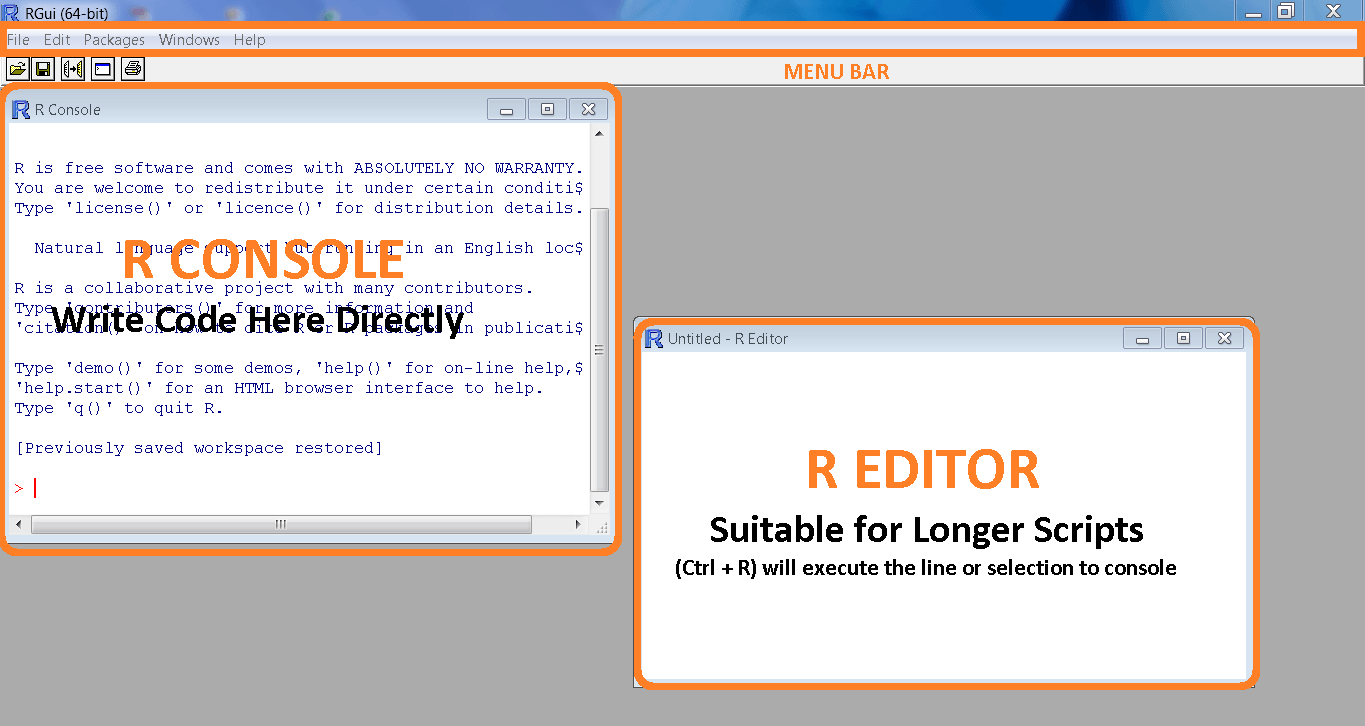 RGui (64-bit)
File Edit Packages Windows Help
MENU BAR
R Console
R is free software and comes with ABSOLUTELY NO WARRANTY.
You are welcome to redistribute it under certain conditi$
Type 'license()' or 'licence()' for distribution details.
Natural language support but running in an English loc$
R CONSOLE
R is a collaborative project with many contributors.
Type 'contributors()' for more information and
Write Code Here Directly
'citation()' on how to cite R or R packages in publicati$
Type 'demo()' for some demos, 'help()' for on-line help,$
'help.start()' for an HTML browser interface to help.
Type 'q()' to quit R.
[Previously saved workspace restored]
>
Untitled - R Editor
R EDITOR
Suitable for Longer Scripts
(Ctrl + R) will execute the line or selection to console